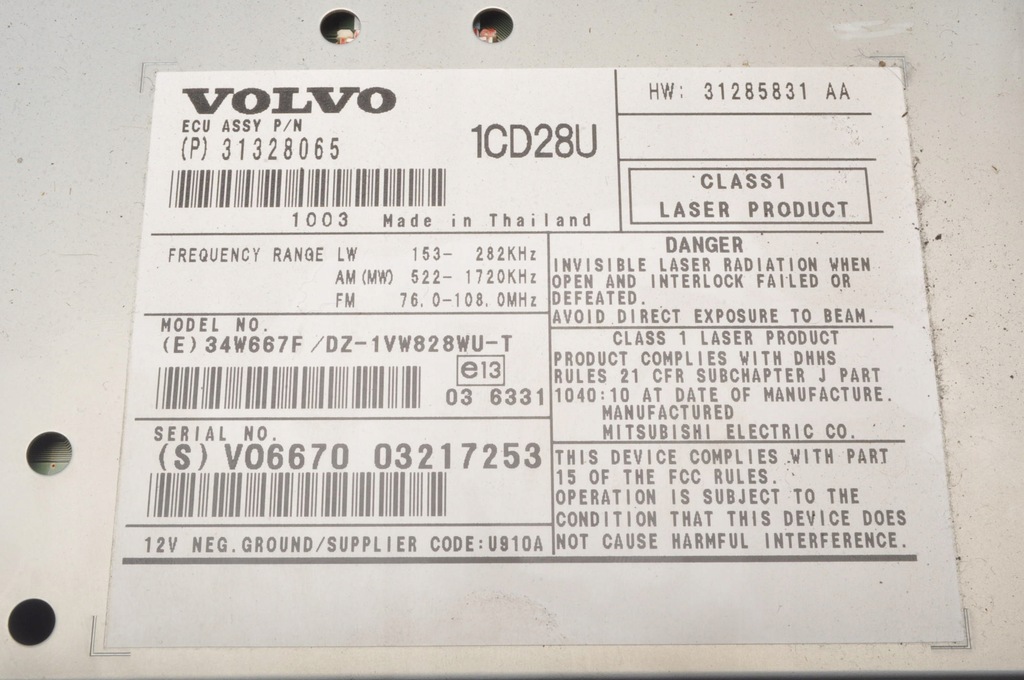 VOLVO
ECU ASSY P/N
(P) 31328065
1CD28U
1003 Made in Thailand
HW: 31285831 AA
CLASS1
LASER PRODUCT
FREQUENCY RANGE LW 153- 282KHz
AM (MW) 522- 1720KHz
FM 76.0-108.0MHz
MODEL NO.
(E) 34W667F /DZ-1VW828WU-T
e13
03 6331
SERIAL NO.
(S) VO6670 03217253
12V NEG.GROUND/SUPPLIER CODE:U910A
DANGER
INVISIBLE LASER RADIATION WHEN
OPEN AND INTERLOCK FAILED OR
DEFEATED.
AVOID DIRECT EXPOSURE TO BEAM.
CLASS 1 LASER PRODUCT
PRODUCT COMPLIES WITH DHHS
RULES 21 CFR SUBCHAPTER J PART
1040:10 AT DATE OF MANUFACTURE.
MANUFACTURED
MITSUBISHI ELECTRIC CO.
THIS DEVICE COMPLIES WITH PART
15 OF THE FCC RULES.
OPERATION IS SUBJECT TO THE
CONDITION THAT THIS DEVICE DOES
NOT CAUSE HARMFUL INTERFERENCE.